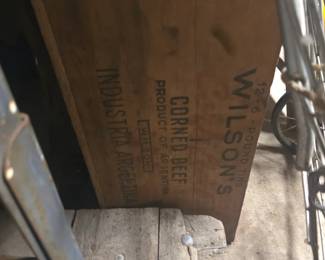 WILSON'S
CORNED BEEF
PRODUCT OF ARGENTINA
INDUSTRIA ARGENTINA